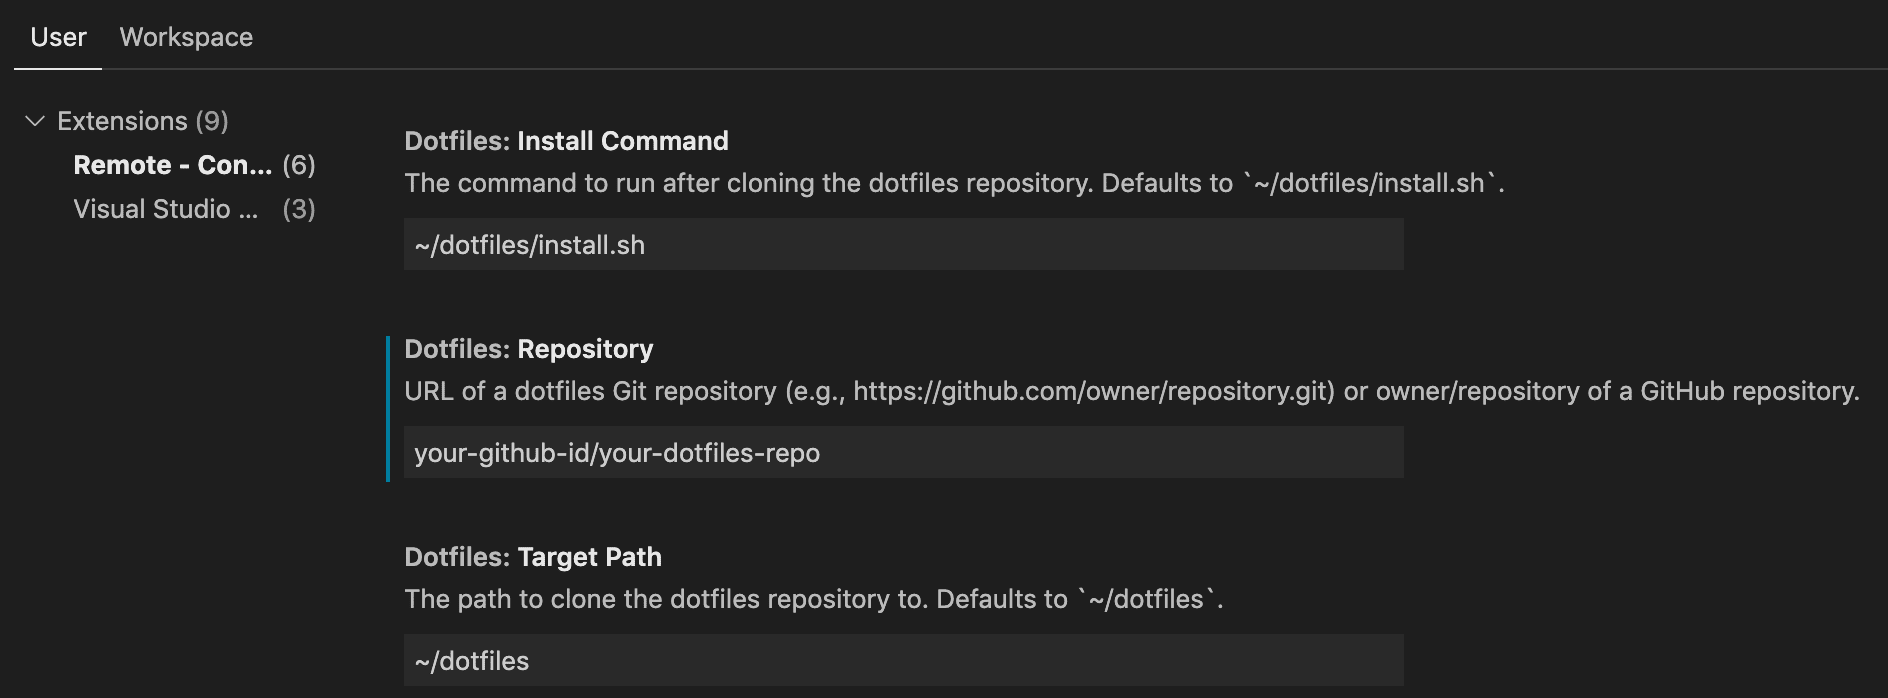 User Workspace
Extensions (9)
Remote - Con... (6)
Visual Studio ... (3)
Dotfiles: Install Command
The command to run after cloning the dotfiles repository. Defaults to `~/dotfiles/install.sh`.
~/dotfiles/install.sh
Dotfiles: Repository
URL of a dotfiles Git repository (e.g., https://github.com/owner/repository.git) or owner/repository of a GitHub repository.
your-github-id/your-dotfiles-repo
Dotfiles: Target Path
The path to clone the dotfiles repository to. Defaults to `~/dotfiles`.
~/dotfiles